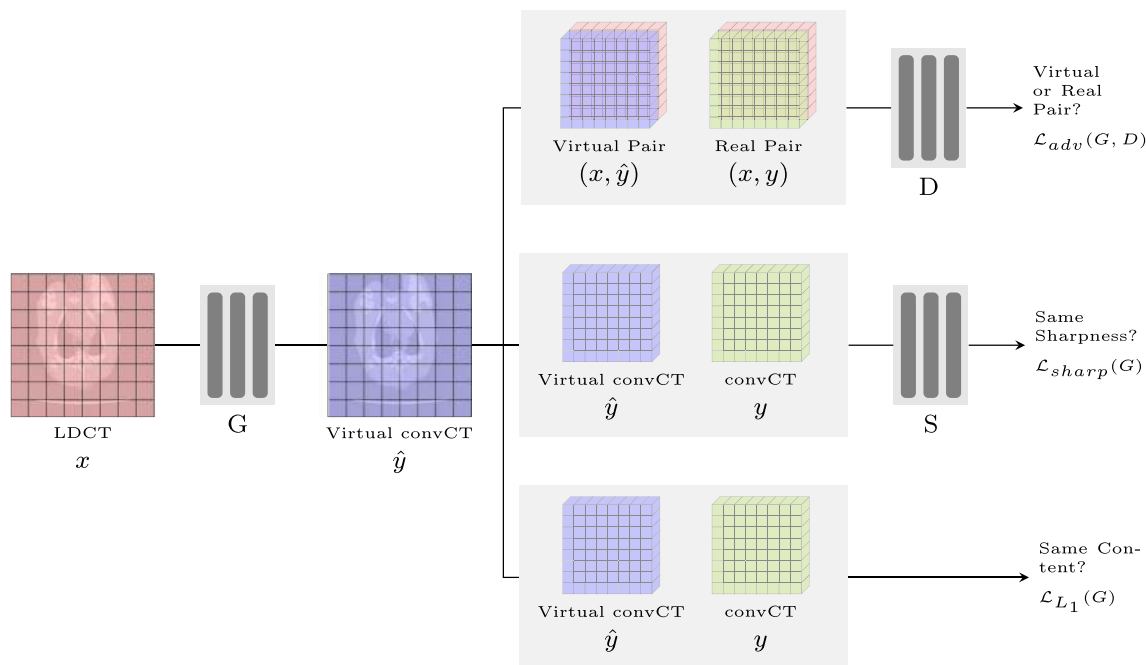 LDCT
x
G
Virtual convCT
ŷ
Virtual Pair
(x, ŷ)
Real Pair
(x, y)
D
Virtual
or Real
Pair?
ℒadv(G, D)
Virtual convCT
ŷ
convCT
y
S
Same
Sharpness?
ℒsharp(G)
Virtual convCT
ŷ
convCT
y
Same Con-
tent?
ℒL1(G)